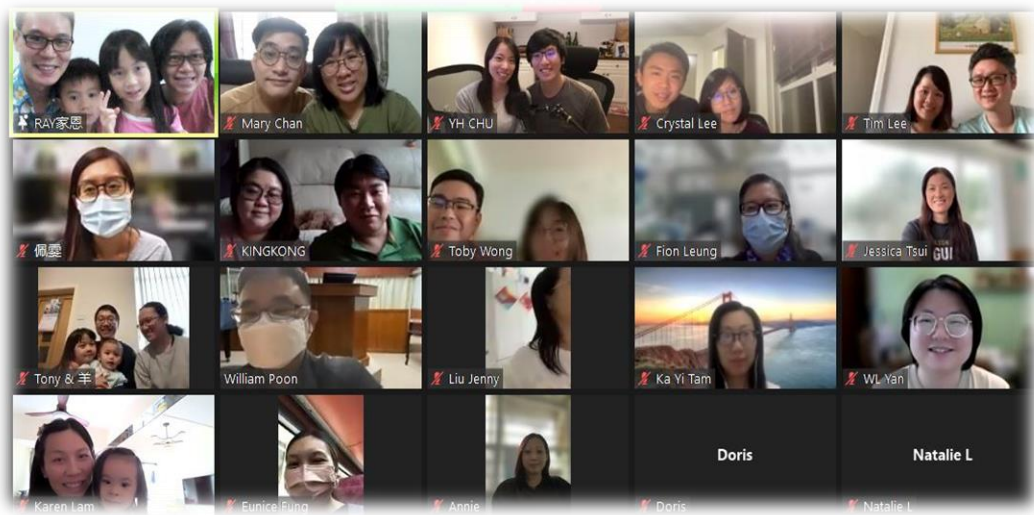 RAY家恩
Mary Chan
YH CHU
Crystal Lee
Tim Lee
佩雯
KINGKONG
Toby Wong
Fion Leung
Jessica Tsui
GUI
Tony & 羊
William Poon
Liu Jenny
Ka Yi Tam
WL Yan
Karen Lam
Eunice Fung
Annie
Doris
Doris
Natalie L
Natalie L